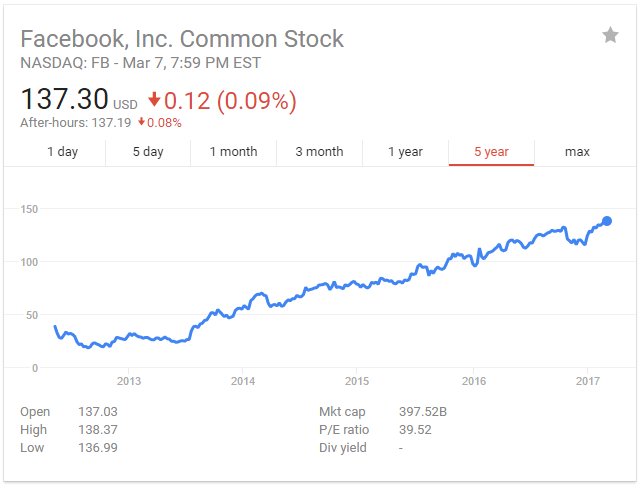 Facebook, Inc. Common Stock
NASDAQ: FB - Mar 7, 7:59 PM EST
137.30 USD 0.12 (0.09%)
After-hours: 137.19 0.08%
1 day 5 day 1 month 3 month 1 year 5 year max
150
100
50
0
2013 2014 2015 2016 2017
Open 137.03 Mkt cap 397.52B
High 138.37 P/E ratio 39.52
Low 136.99 Div yield -